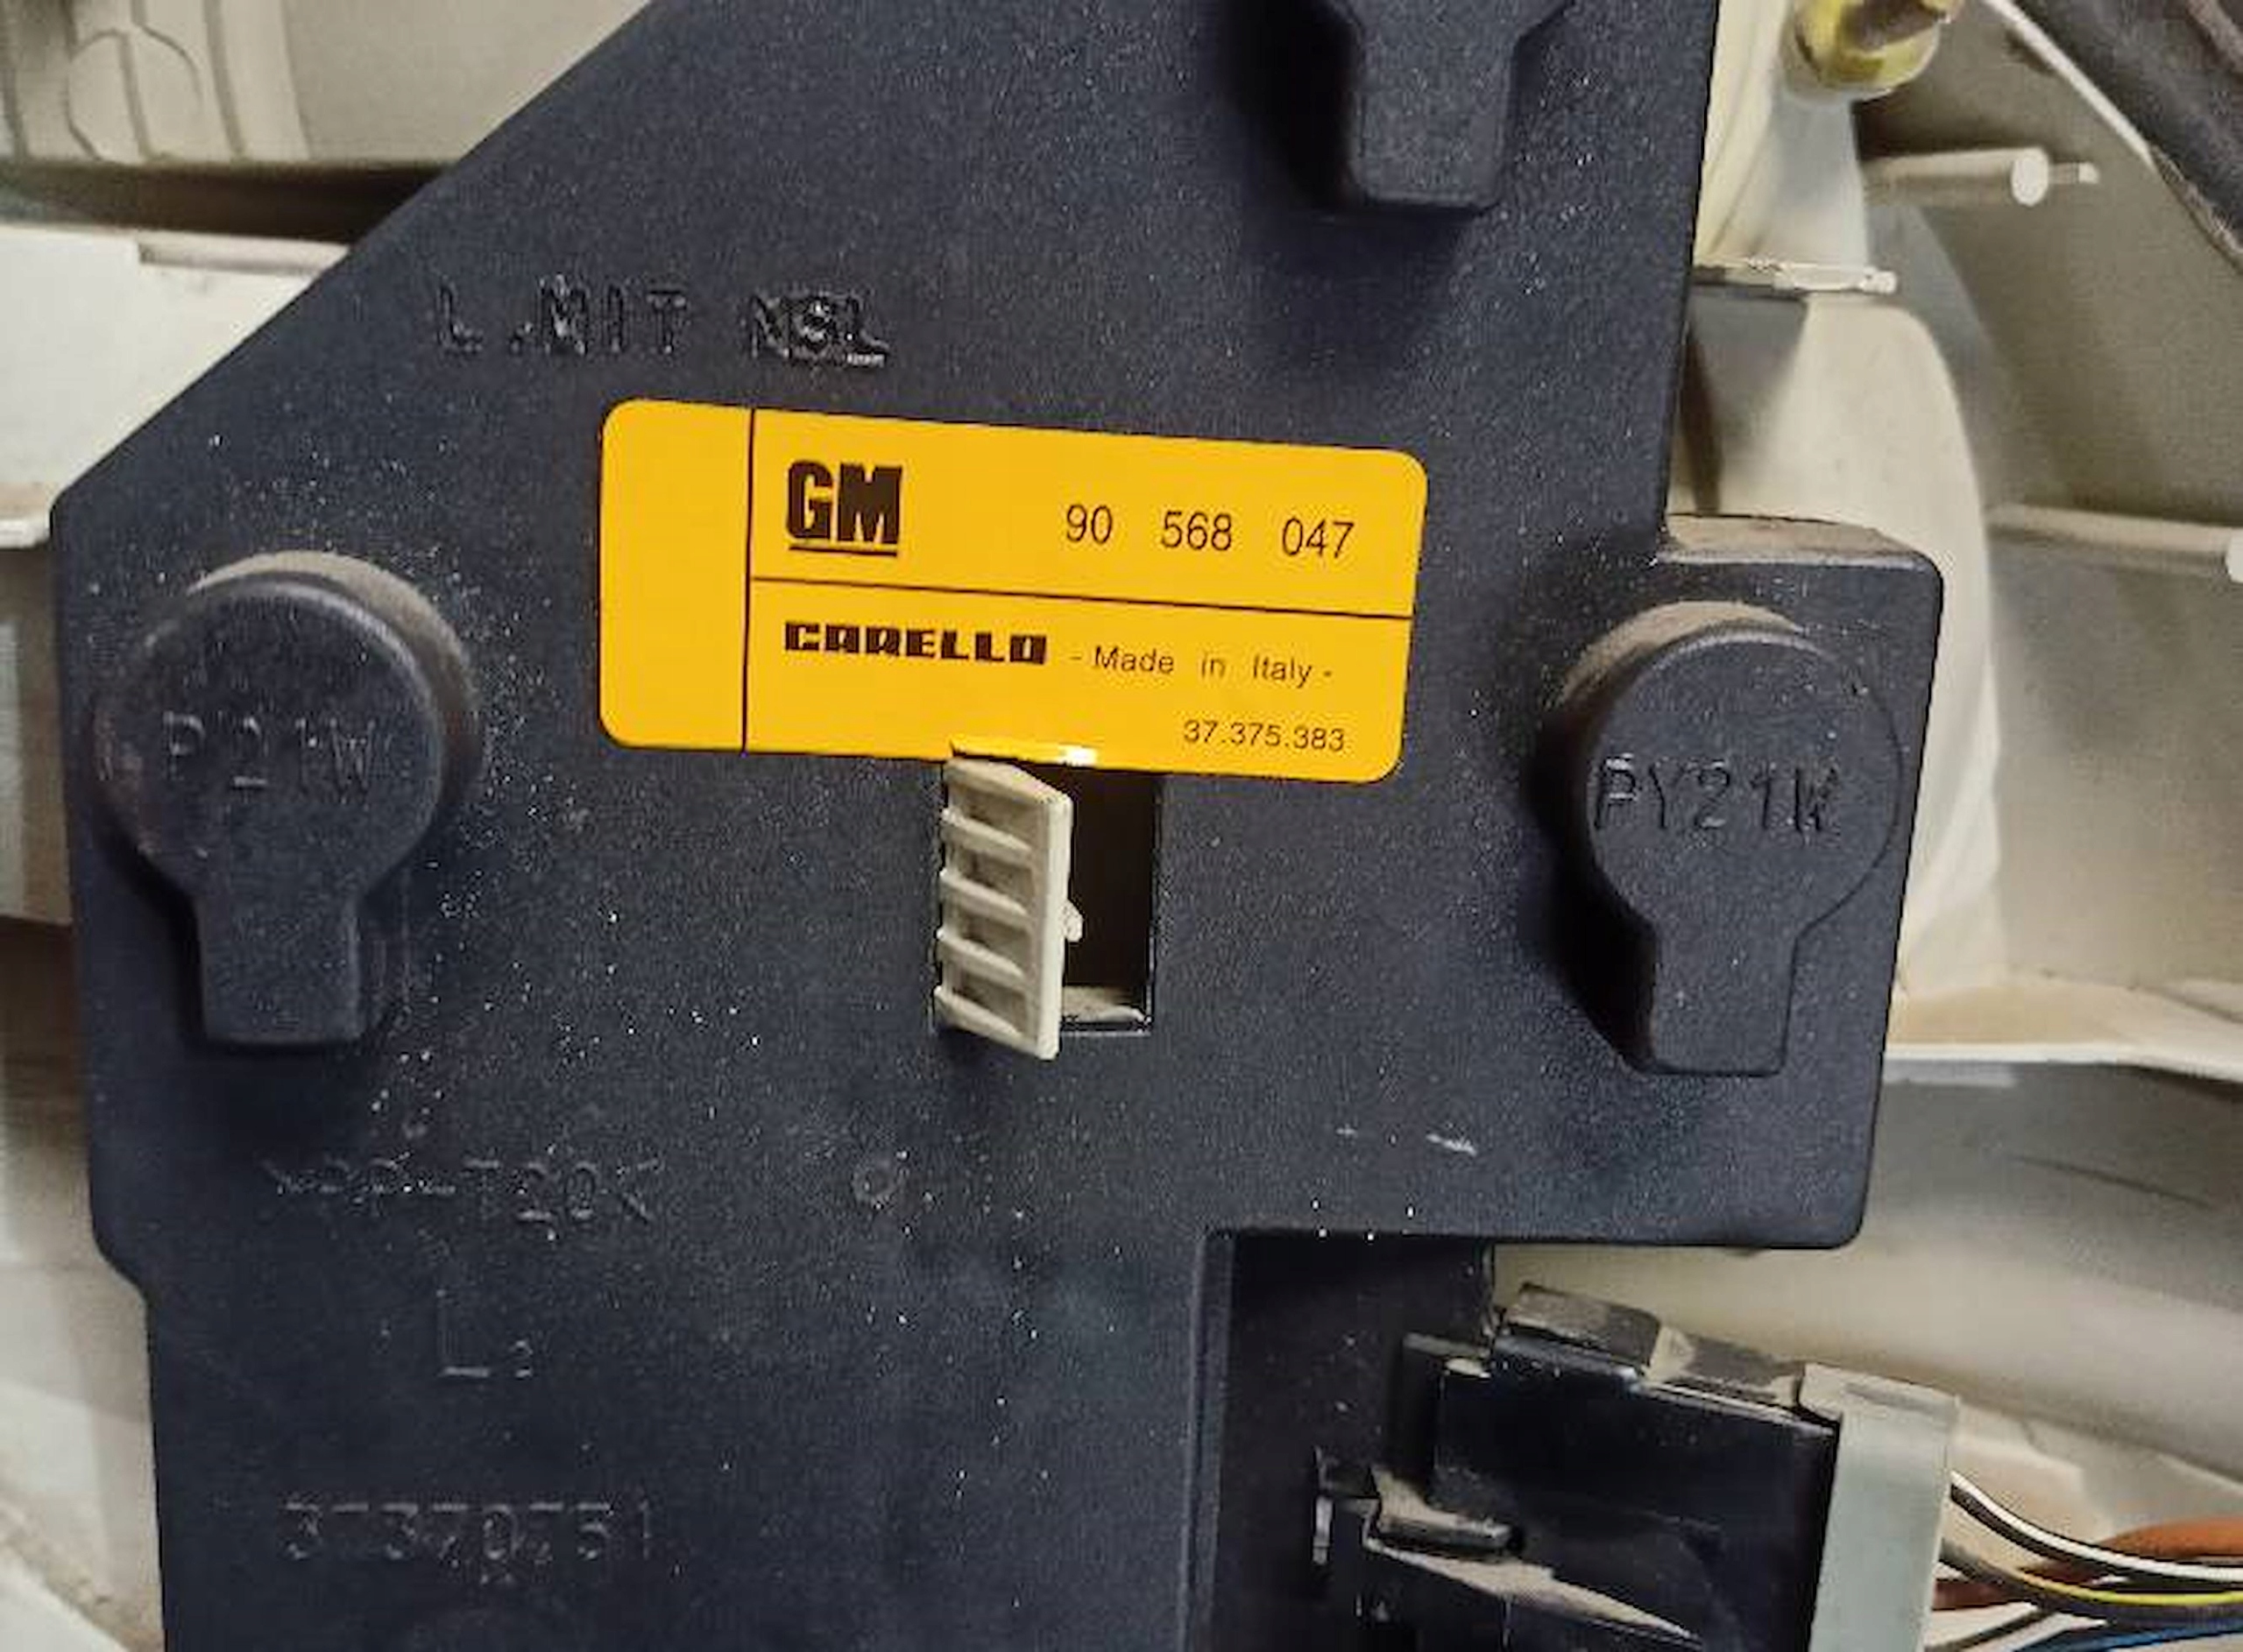 L.MIT NSL
GM 90 568 047
CARELLO - Made in Italy -
37.375.383
P21W
PY21W
L